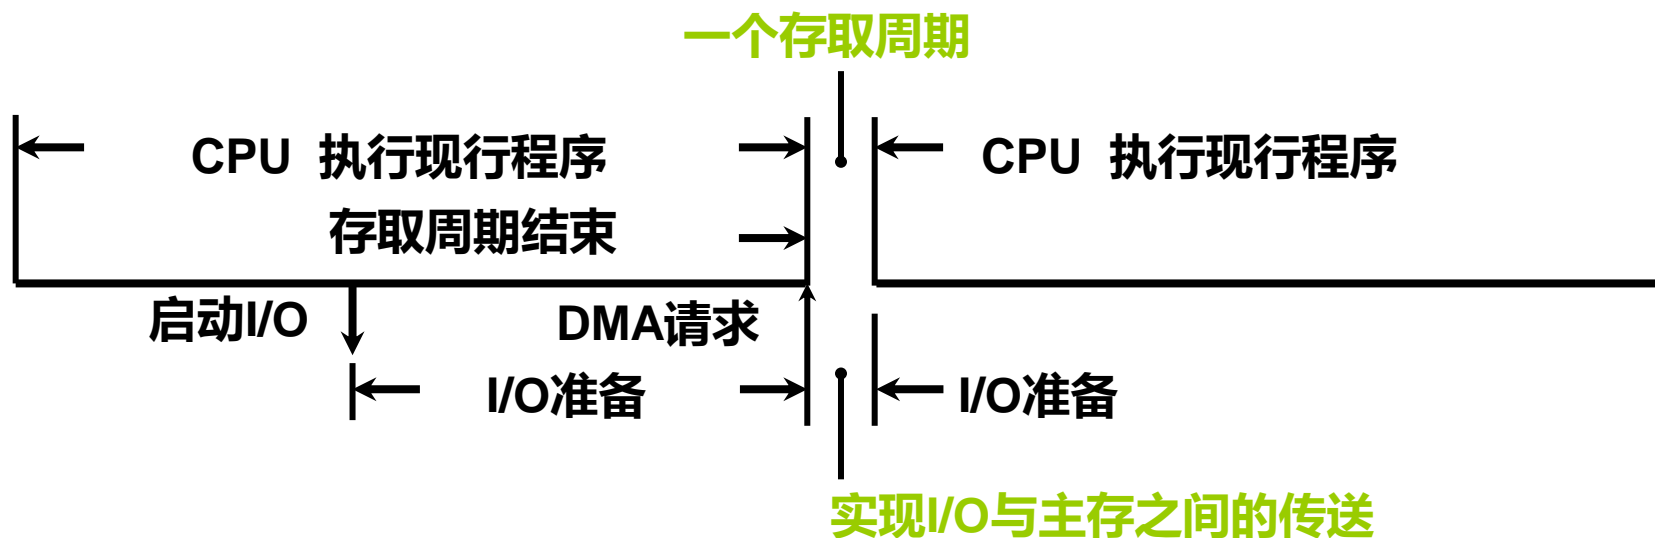 一个存取周期
CPU 执行现行程序
CPU 执行现行程序
存取周期结束
启动I/O
DMA请求
I/O准备
I/O准备
实现I/O与主存之间的传送